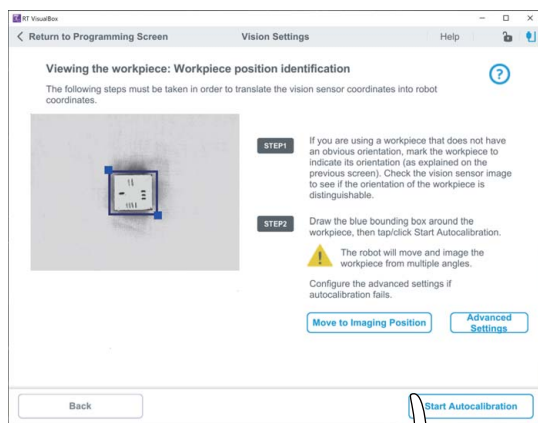 RT VisualBox
Return to Programming Screen
Vision Settings
Help
Viewing the workpiece: Workpiece position identification
?
The following steps must be taken in order to translate the vision sensor coordinates into robot
coordinates.
STEP1
If you are using a workpiece that does not have
an obvious orientation, mark the workpiece to
indicate its orientation (as explained on the
previous screen). Check the vision sensor image
to see if the orientation of the workpiece is
distinguishable.
STEP2
Draw the blue bounding box around the
workpiece, then tap/click Start Autocalibration.
!
The robot will move and image the
workpiece from multiple angles.
Configure the advanced settings if
autocalibration fails.
Move to Imaging Position
Advanced
Settings
Back
Start Autocalibration